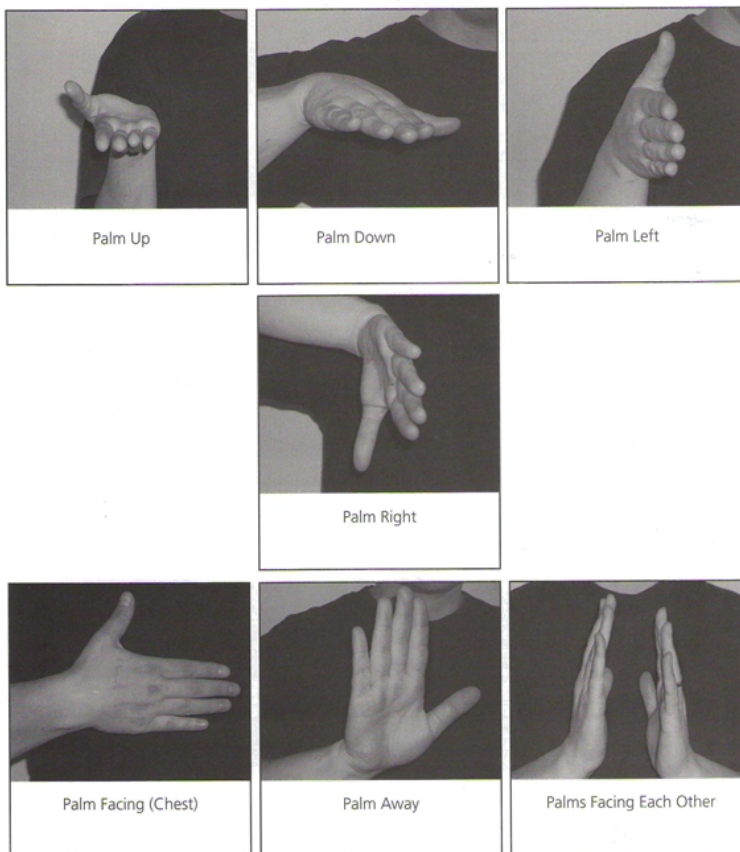 Palm Up
Palm Down
Palm Left
Palm Right
Palm Facing (Chest)
Palm Away
Palms Facing Each Other